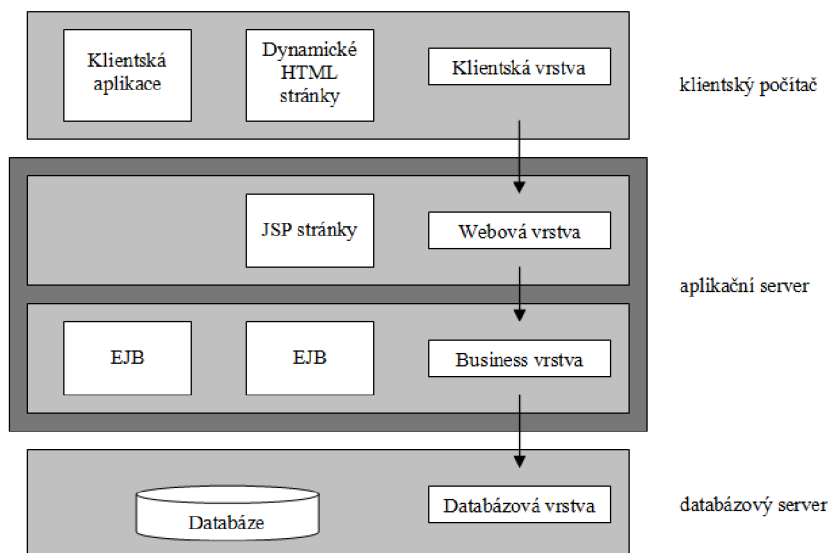 Klientská
aplikace
Dynamické
HTML
stránky
Klientská vrstva
klientský počítač
JSP stránky
Webová vrstva
aplikační server
EJB
EJB
Business vrstva
Databáze
Databázová vrstva
databázový server